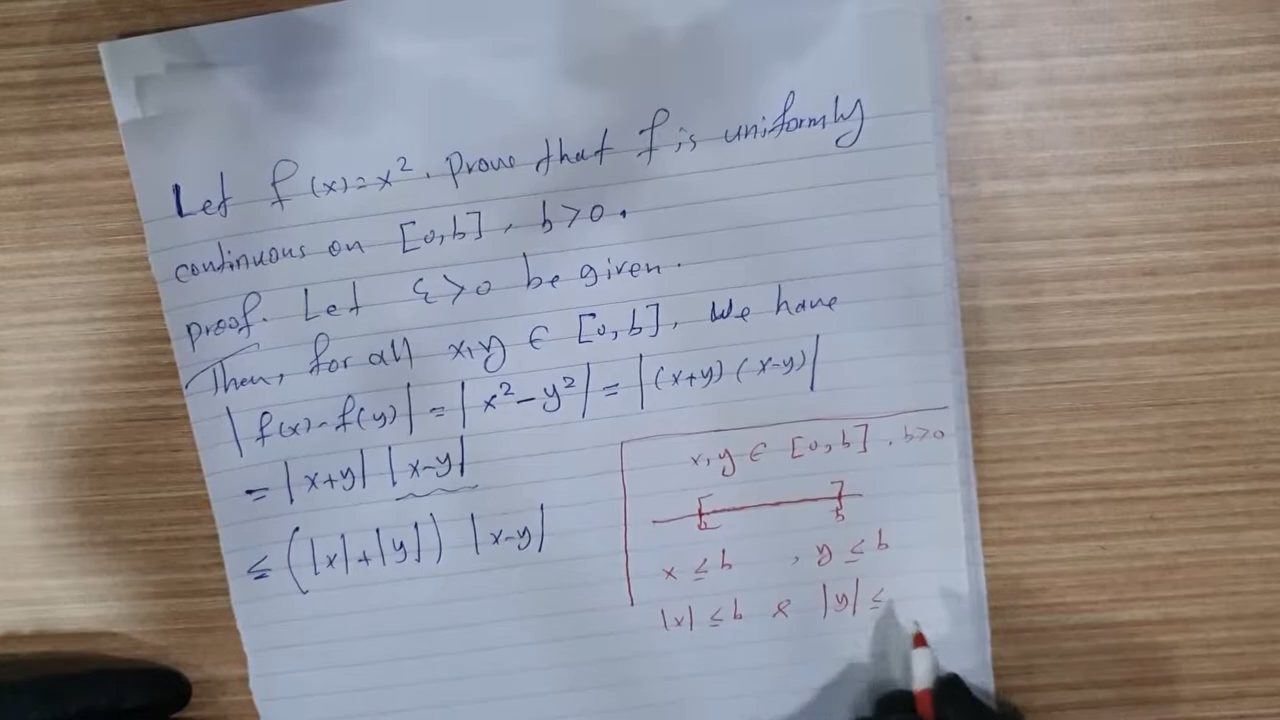 Let f(x)=x². Prove that f is uniformly
continuous on [0,b], b>0.
proof. Let ε>0 be given.
Then, for all x,y ∈ [0,b], We have
|f(x)-f(y)| = |x²-y²| = |(x+y)(x-y)|
= |x+y| |x-y|
≤ (|x|+|y|) |x-y|
x,y ∈ [0,b], b>0
[ ]
b
x ≤ b , y ≤ b
|x| ≤ b & |y| ≤